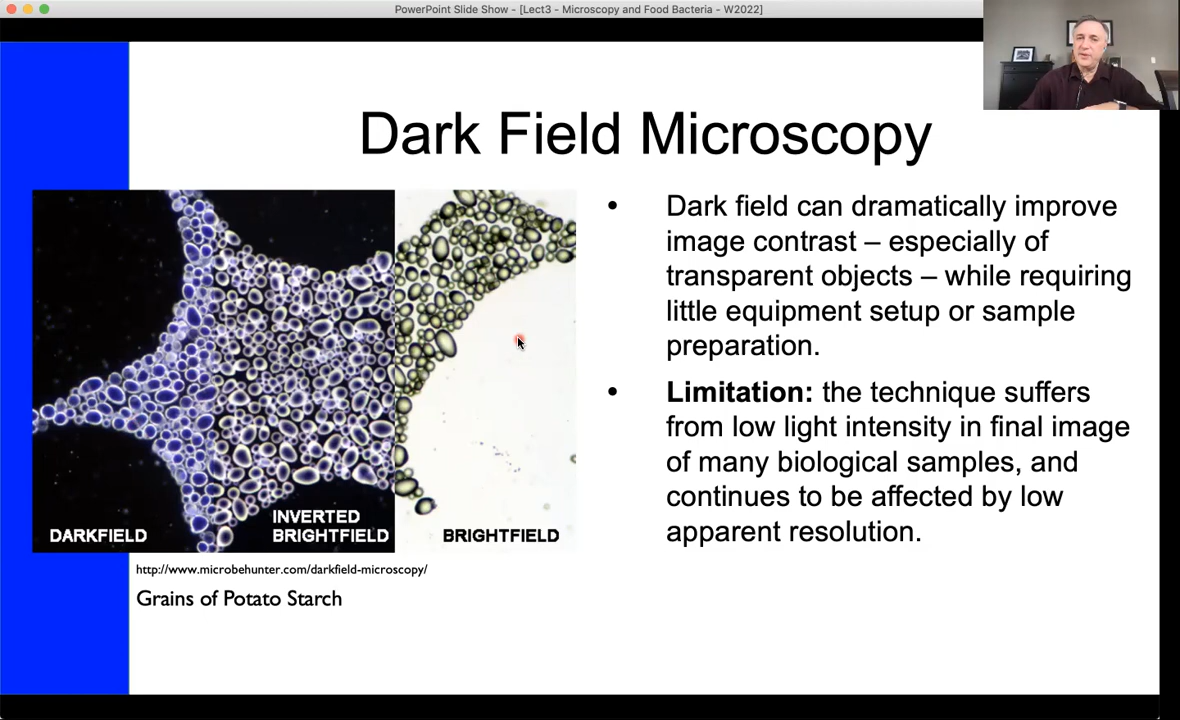 PowerPoint Slide Show - [Lect3 - Microscopy and Food Bacteria - W2022]
Dark Field Microscopy
DARKFIELD
INVERTED
BRIGHTFIELD
BRIGHTFIELD
http://www.microbehunter.com/darkfield-microscopy/
Grains of Potato Starch
• Dark field can dramatically improve
image contrast – especially of
transparent objects – while requiring
little equipment setup or sample
preparation.
• Limitation: the technique suffers
from low light intensity in final image
of many biological samples, and
continues to be affected by low
apparent resolution.